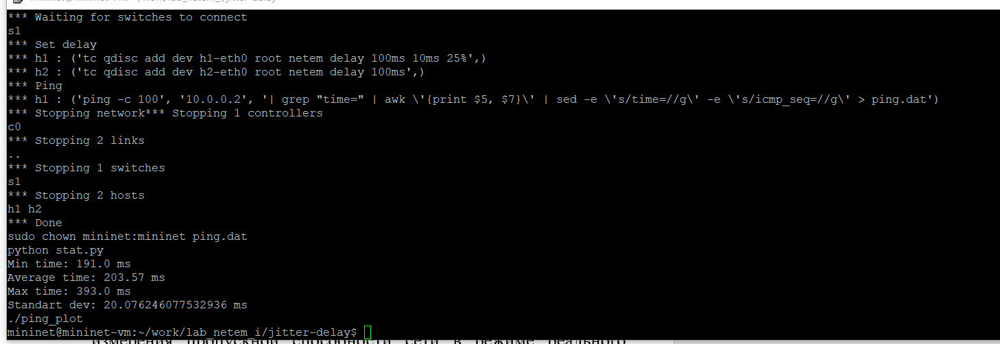 *** Waiting for switches to connect
s1
*** Set delay
*** h1 : ('tc qdisc add dev h1-eth0 root netem delay 100ms 10ms 25%',)
*** h2 : ('tc qdisc add dev h2-eth0 root netem delay 100ms',)
*** Ping
*** h1 : ('ping -c 100', '10.0.0.2', '| grep "time=" | awk \'{print $5, $7}\' | sed -e \'s/time=//g\' -e \'s/icmp_seq=//g\' > ping.dat')
*** Stopping network*** Stopping 1 controllers
c0
*** Stopping 2 links
..
*** Stopping 1 switches
s1
*** Stopping 2 hosts
h1 h2
*** Done
sudo chown mininet:mininet ping.dat
python stat.py
Min time: 191.0 ms
Average time: 203.57 ms
Max time: 393.0 ms
Standart dev: 20.076246077532936 ms
./ping_plot
mininet@mininet-vm:~/work/lab_netem_i/jitter-delay$
измерения пропускной способности сети в режиме реального